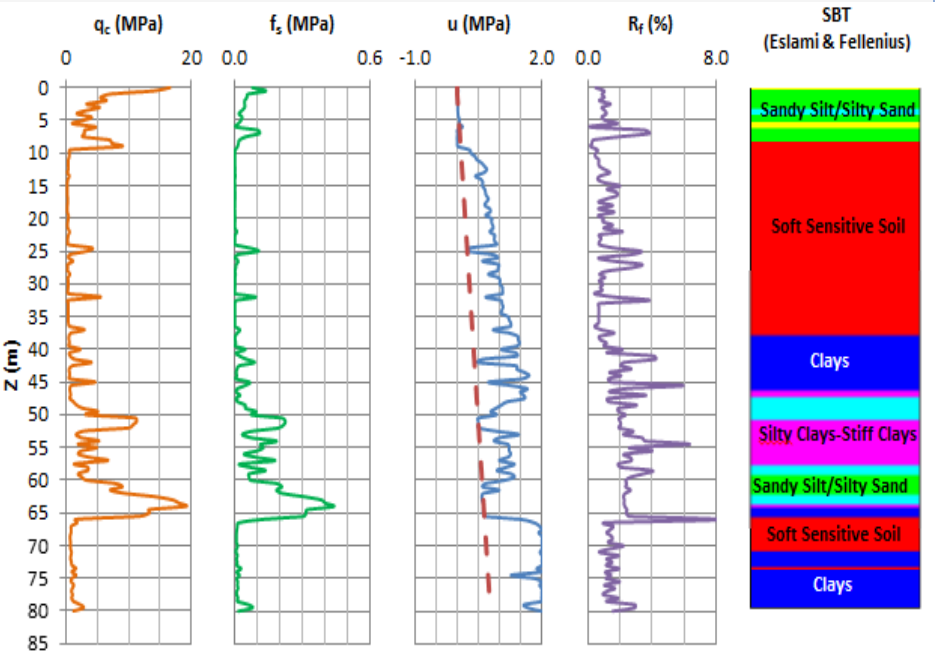 qc (MPa) fs (MPa) u (MPa) Rf (%) SBT
(Eslami & Fellenius)
0 20 0.0 0.6 -1.0 2.0 0.0 8.0
0
5
10
15
20
25
30
35
40
45
50
55
60
65
70
75
80
85
Z (m)
Sandy Silt/Silty Sand
Soft Sensitive Soil
Clays
Silty Clays-Stiff Clays
Sandy Silt/Silty Sand
Soft Sensitive Soil
Clays